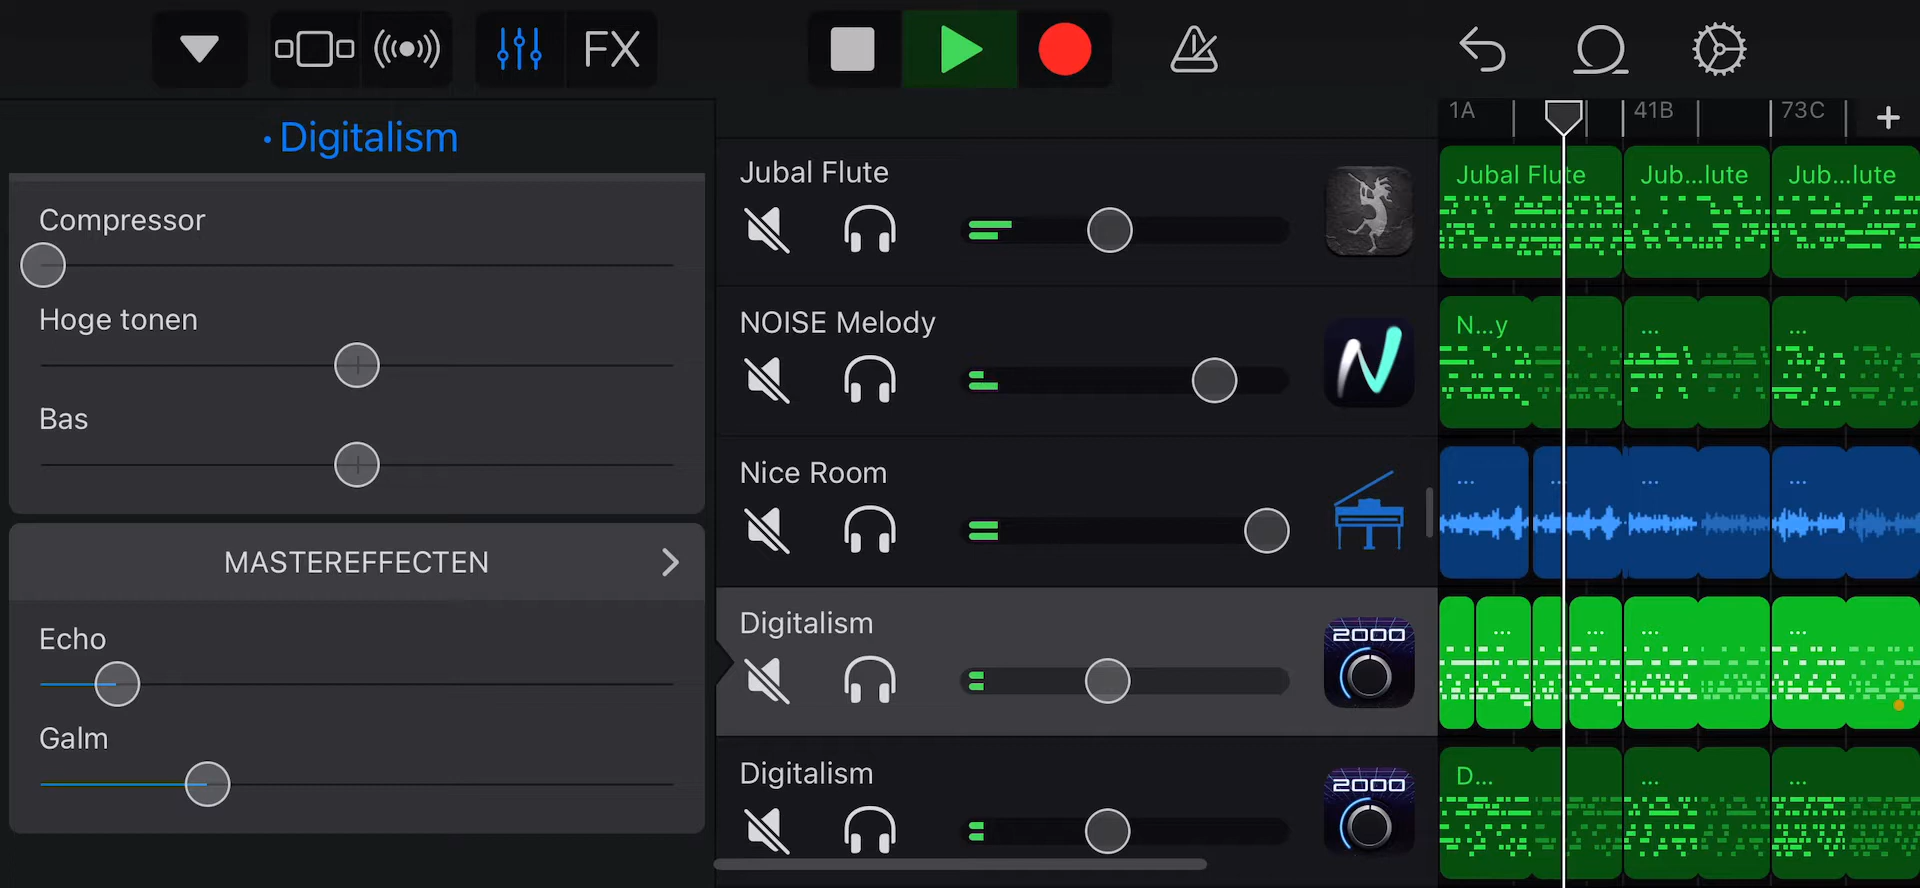 FX
• Digitalism
Compressor
Hoge tonen
Bas
MASTEREFFECTEN
Echo
Galm
Jubal Flute
NOISE Melody
Nice Room
Digitalism
2000
Digitalism
2000
1A
41B
73C
+
Jubal Flute
Jub...lute
Jub...lute
N...y
...
...
...
...
...
...
...
...
...
...
D...
...
...